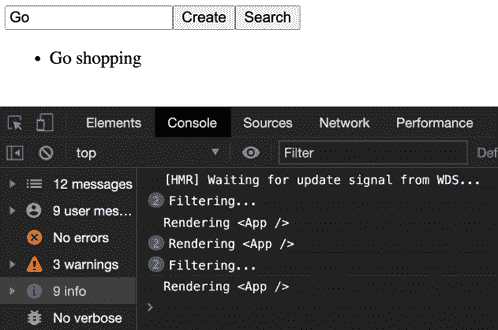 Go Create Search
• Go shopping
Elements Console Sources Network Performance
top Filter Def
12 messages
9 user mes...
No errors
3 warnings
9 info
No verbose
[HMR] Waiting for update signal from WDS...
2 Filtering...
Rendering <App />
2 Rendering <App />
2 Filtering...
Rendering <App />